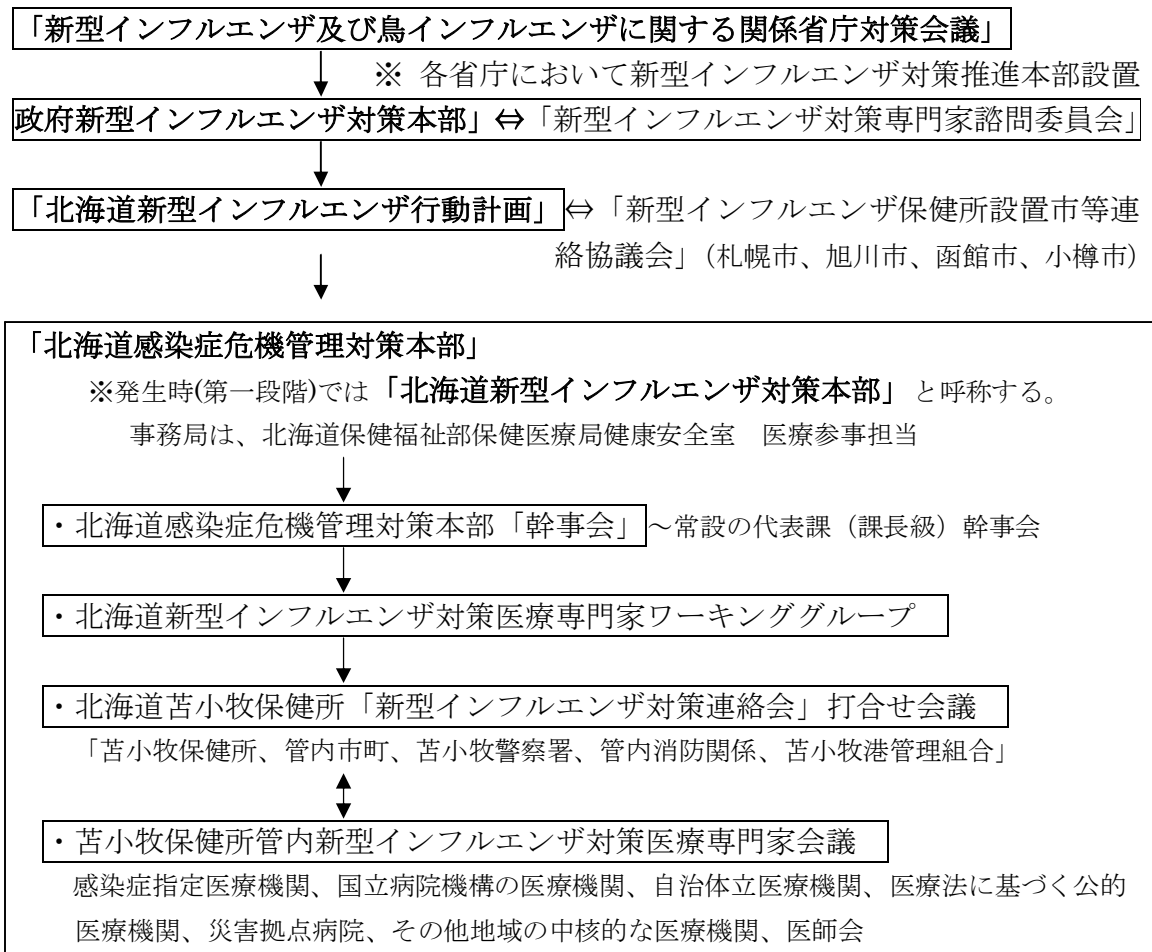 「新型インフルエンザ及び鳥インフルエンザに関する関係省庁対策会議」
※ 各省庁において新型インフルエンザ対策推進本部設置
政府新型インフルエンザ対策本部」⇔「新型インフルエンザ対策専門家諮問委員会」
「北海道新型インフルエンザ行動計画」⇔「新型インフルエンザ保健所設置市等連
絡協議会」（札幌市、旭川市、函館市、小樽市）
「北海道感染症危機管理対策本部」
※発生時(第一段階)では「北海道新型インフルエンザ対策本部」と呼称する。
事務局は、北海道保健福祉部保健医療局健康安全室　医療参事担当
・北海道感染症危機管理対策本部「幹事会」～常設の代表課（課長級）幹事会
・北海道新型インフルエンザ対策医療専門家ワーキンググループ
・北海道苫小牧保健所「新型インフルエンザ対策連絡会」打合せ会議
「苫小牧保健所、管内市町、苫小牧警察署、管内消防関係、苫小牧港管理組合」
・苫小牧保健所管内新型インフルエンザ対策医療専門家会議
感染症指定医療機関、国立病院機構の医療機関、自治体立医療機関、医療法に基づく公的
医療機関、災害拠点病院、その他地域の中核的な医療機関、医師会